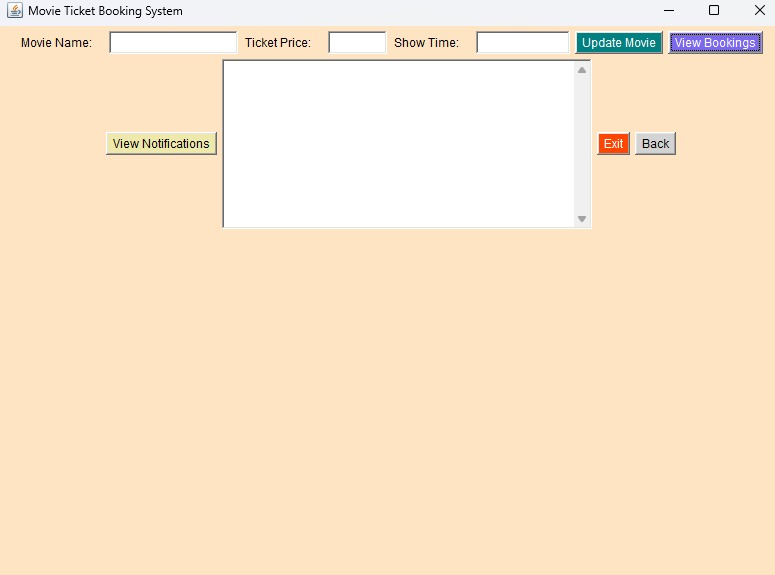 Movie Ticket Booking System
Movie Name: Ticket Price: Show Time: Update Movie View Bookings
View Notifications Exit Back